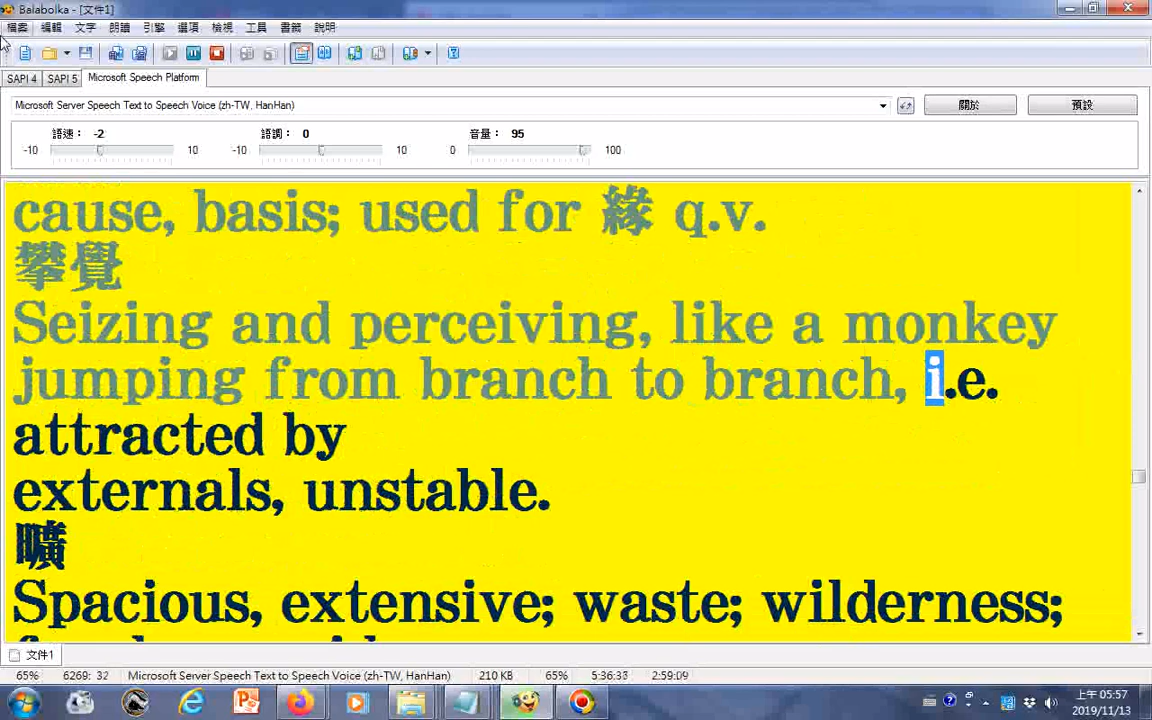 Balabolka - [文件1]
檔案 編輯 文字 朗讀 引擎 選項 檢視 工具 書籤 說明
SAPI 4 SAPI 5 Microsoft Speech Platform
Microsoft Server Speech Text to Speech Voice (zh-TW, HanHan) 關於 預設
語速： -2 語調： 0 音量： 95
-10 10 -10 10 0 100
cause, basis; used for 緣 q.v.
攀覺
Seizing and perceiving, like a monkey
jumping from branch to branch, i.e.
attracted by
externals, unstable.
曠
Spacious, extensive; waste; wilderness;
文件1
65% 6269: 32 Microsoft Server Speech Text to Speech Voice (zh-TW, HanHan) 210 KB 65% 5:36:33 2:59:09
上午 05:57
2019/11/13